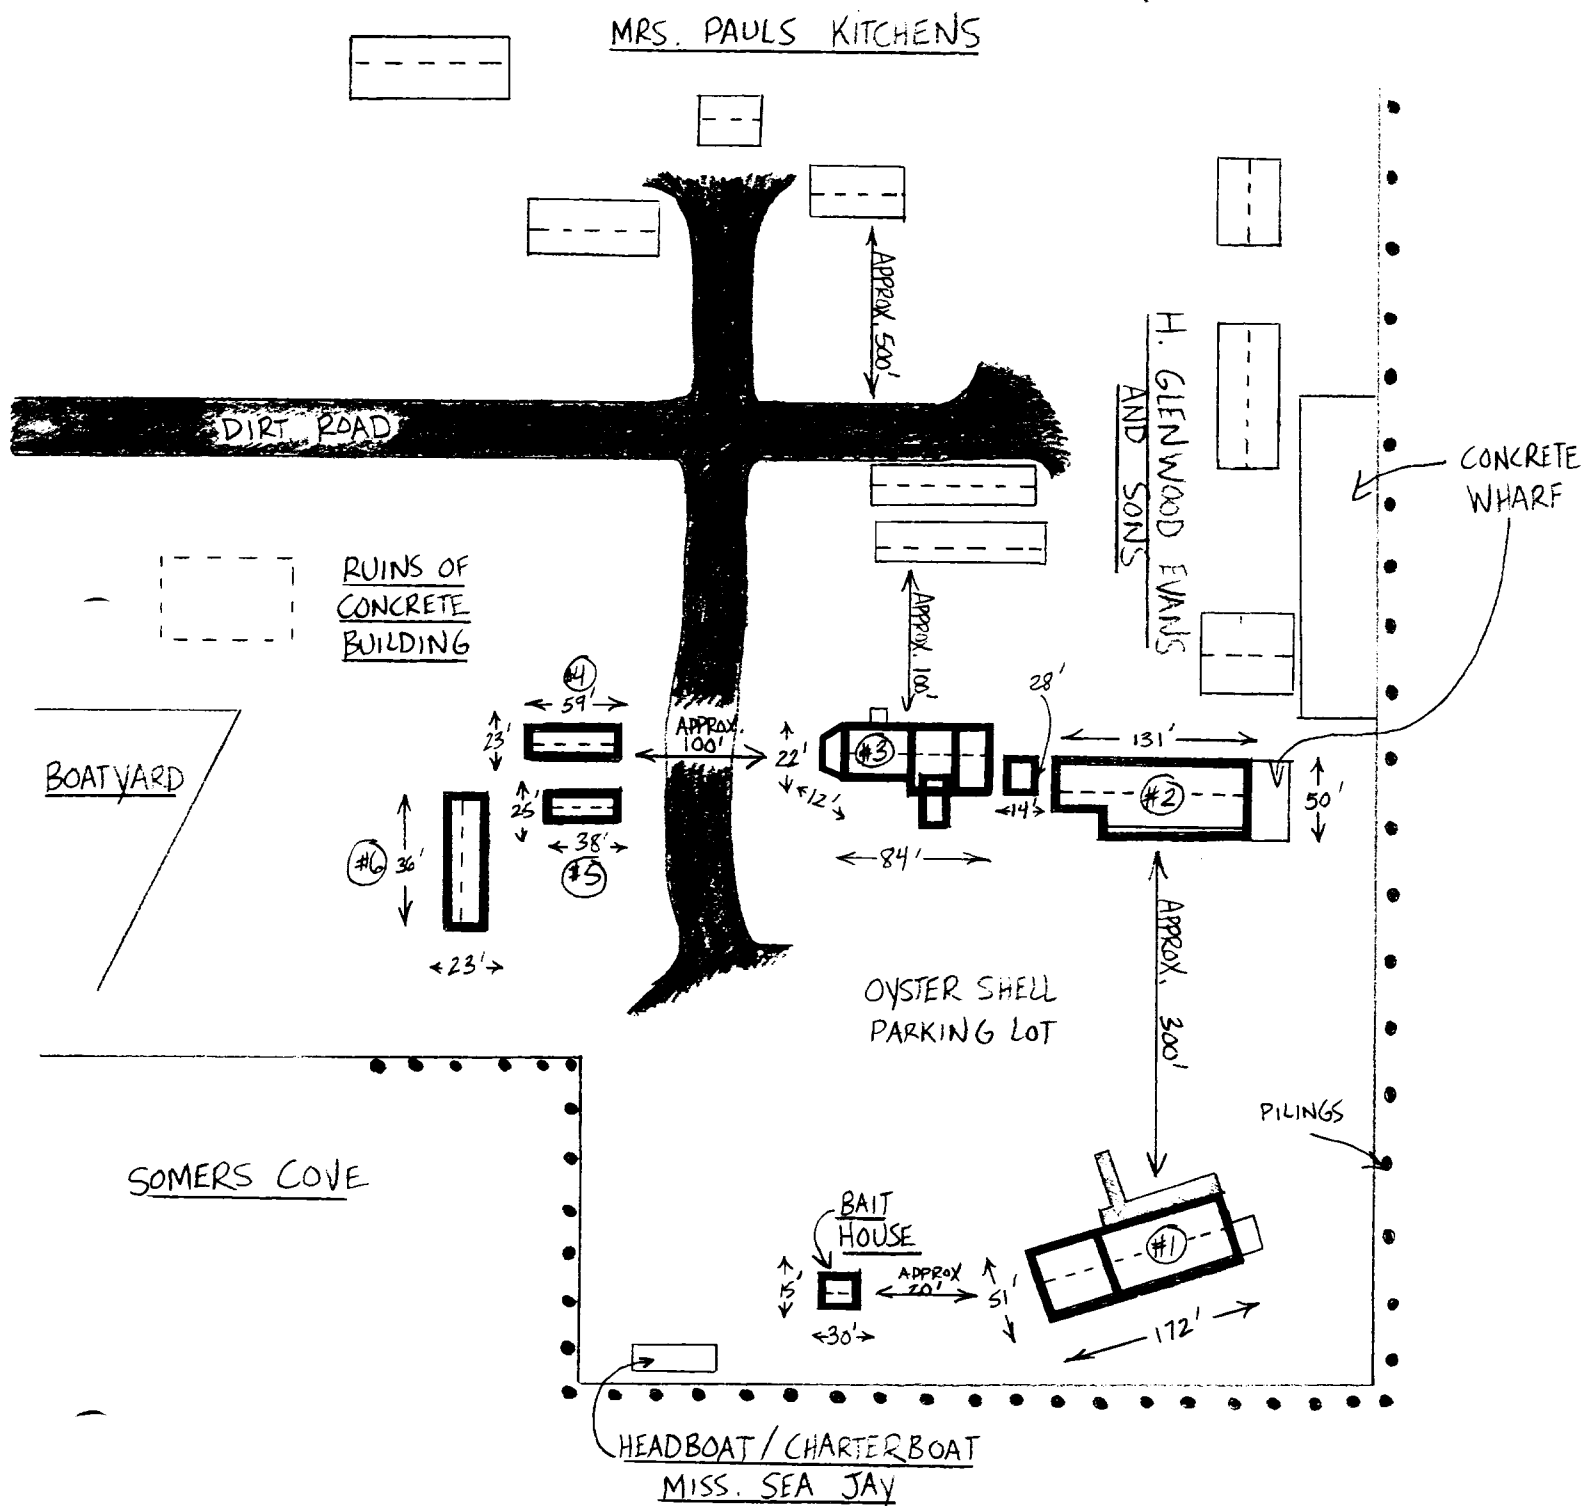 MRS. PAULS KITCHENS
APPROX. 500'
H. GLENWOOD EVANS
AND SONS
DIRT ROAD
CONCRETE
WHARF
RUINS OF
CONCRETE
BUILDING
APPROX. 100'
28'
#4
59'
23'
APPROX.
100'
22'
#3
12'
14'
131'
#2
50'
BOATYARD
25'
38'
#5
84'
#6
36'
23'
APPROX. 300'
OYSTER SHELL
PARKING LOT
PILINGS
SOMERS COVE
BAIT
HOUSE
#1
15'
APPROX
20'
51'
30'
172'
HEADBOAT / CHARTERBOAT
MISS. SEA JAY